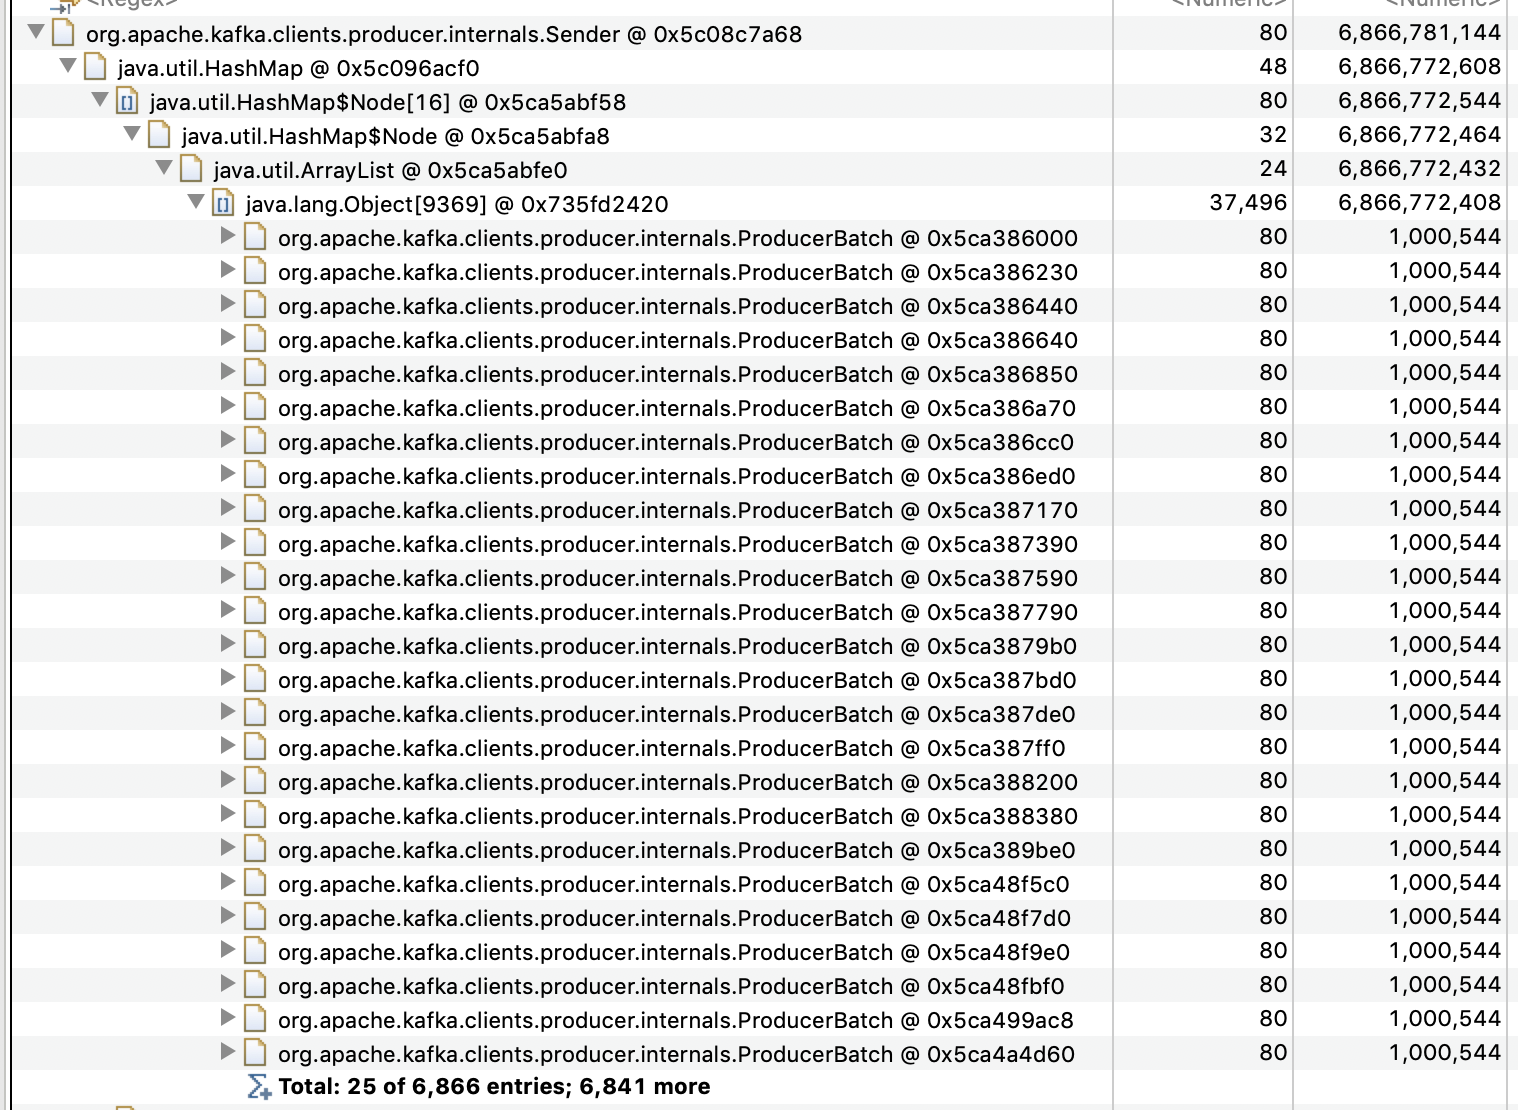 <Regex> <Numeric> <Numeric>
org.apache.kafka.clients.producer.internals.Sender @ 0x5c08c7a68 80 6,866,781,144
java.util.HashMap @ 0x5c096acf0 48 6,866,772,608
java.util.HashMap$Node[16] @ 0x5ca5abf58 80 6,866,772,544
java.util.HashMap$Node @ 0x5ca5abfa8 32 6,866,772,464
java.util.ArrayList @ 0x5ca5abfe0 24 6,866,772,432
java.lang.Object[9369] @ 0x735fd2420 37,496 6,866,772,408
org.apache.kafka.clients.producer.internals.ProducerBatch @ 0x5ca386000 80 1,000,544
org.apache.kafka.clients.producer.internals.ProducerBatch @ 0x5ca386230 80 1,000,544
org.apache.kafka.clients.producer.internals.ProducerBatch @ 0x5ca386440 80 1,000,544
org.apache.kafka.clients.producer.internals.ProducerBatch @ 0x5ca386640 80 1,000,544
org.apache.kafka.clients.producer.internals.ProducerBatch @ 0x5ca386850 80 1,000,544
org.apache.kafka.clients.producer.internals.ProducerBatch @ 0x5ca386a70 80 1,000,544
org.apache.kafka.clients.producer.internals.ProducerBatch @ 0x5ca386cc0 80 1,000,544
org.apache.kafka.clients.producer.internals.ProducerBatch @ 0x5ca386ed0 80 1,000,544
org.apache.kafka.clients.producer.internals.ProducerBatch @ 0x5ca387170 80 1,000,544
org.apache.kafka.clients.producer.internals.ProducerBatch @ 0x5ca387390 80 1,000,544
org.apache.kafka.clients.producer.internals.ProducerBatch @ 0x5ca387590 80 1,000,544
org.apache.kafka.clients.producer.internals.ProducerBatch @ 0x5ca387790 80 1,000,544
org.apache.kafka.clients.producer.internals.ProducerBatch @ 0x5ca3879b0 80 1,000,544
org.apache.kafka.clients.producer.internals.ProducerBatch @ 0x5ca387bd0 80 1,000,544
org.apache.kafka.clients.producer.internals.ProducerBatch @ 0x5ca387de0 80 1,000,544
org.apache.kafka.clients.producer.internals.ProducerBatch @ 0x5ca387ff0 80 1,000,544
org.apache.kafka.clients.producer.internals.ProducerBatch @ 0x5ca388200 80 1,000,544
org.apache.kafka.clients.producer.internals.ProducerBatch @ 0x5ca388380 80 1,000,544
org.apache.kafka.clients.producer.internals.ProducerBatch @ 0x5ca389be0 80 1,000,544
org.apache.kafka.clients.producer.internals.ProducerBatch @ 0x5ca48f5c0 80 1,000,544
org.apache.kafka.clients.producer.internals.ProducerBatch @ 0x5ca48f7d0 80 1,000,544
org.apache.kafka.clients.producer.internals.ProducerBatch @ 0x5ca48f9e0 80 1,000,544
org.apache.kafka.clients.producer.internals.ProducerBatch @ 0x5ca48fbf0 80 1,000,544
org.apache.kafka.clients.producer.internals.ProducerBatch @ 0x5ca499ac8 80 1,000,544
org.apache.kafka.clients.producer.internals.ProducerBatch @ 0x5ca4a4d60 80 1,000,544
Total: 25 of 6,866 entries; 6,841 more